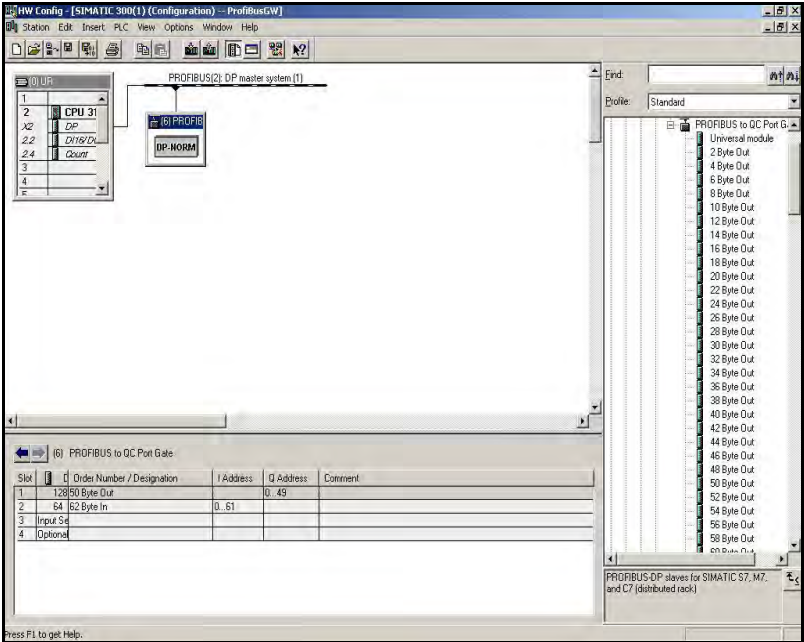 HW Config - [SIMATIC 300(1) (Configuration) -- ProfiBusGW]
Station Edit Insert PLC View Options Window Help
(0) UR
1
2 CPU 31
X2 DP
2.2 DI16/D
2.4 Count
3
4
PROFIBUS(2): DP master system (1)
(6) PROFIB
DP-NORM
Find:
Profile: Standard
PROFIBUS to QC Port G
Universal module
2 Byte Out
4 Byte Out
6 Byte Out
8 Byte Out
10 Byte Out
12 Byte Out
14 Byte Out
16 Byte Out
18 Byte Out
20 Byte Out
22 Byte Out
24 Byte Out
26 Byte Out
28 Byte Out
30 Byte Out
32 Byte Out
34 Byte Out
36 Byte Out
38 Byte Out
40 Byte Out
42 Byte Out
44 Byte Out
46 Byte Out
48 Byte Out
50 Byte Out
52 Byte Out
54 Byte Out
56 Byte Out
58 Byte Out
PROFIBUS-DP slaves for SIMATIC S7, M7,
and C7 (distributed rack)
(6) PROFIBUS to QC Port Gate
Slot D Order Number / Designation I Address Q Address Comment
1 128 50 Byte Out 0...49
2 64 62 Byte In 0...61
3 Input Se
4 Optional
Press F1 to get Help.